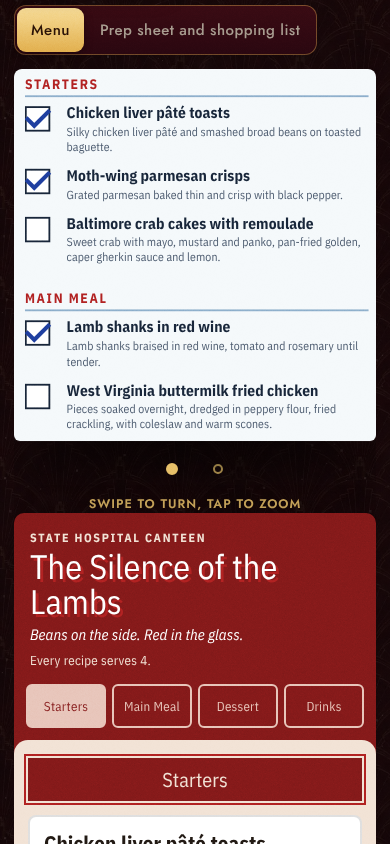 Menu
Prep sheet and shopping list
STARTERS
Chicken liver pâté toasts
Silky chicken liver pâté and smashed broad beans on toasted
baguette.
Moth-wing parmesan crisps
Grated parmesan baked thin and crisp with black pepper.
Baltimore crab cakes with remoulade
Sweet crab with mayo, mustard and panko, pan-fried golden,
caper gherkin sauce and lemon.
MAIN MEAL
Lamb shanks in red wine
Lamb shanks braised in red wine, tomato and rosemary until
tender.
West Virginia buttermilk fried chicken
Pieces soaked overnight, dredged in peppery flour, fried
crackling, with coleslaw and warm scones.
SWIPE TO TURN, TAP TO ZOOM
STATE HOSPITAL CANTEEN
The Silence of the
Lambs
Beans on the side. Red in the glass.
Every recipe serves 4.
Starters
Main Meal
Dessert
Drinks
Starters
Chicken liver pâté toasts